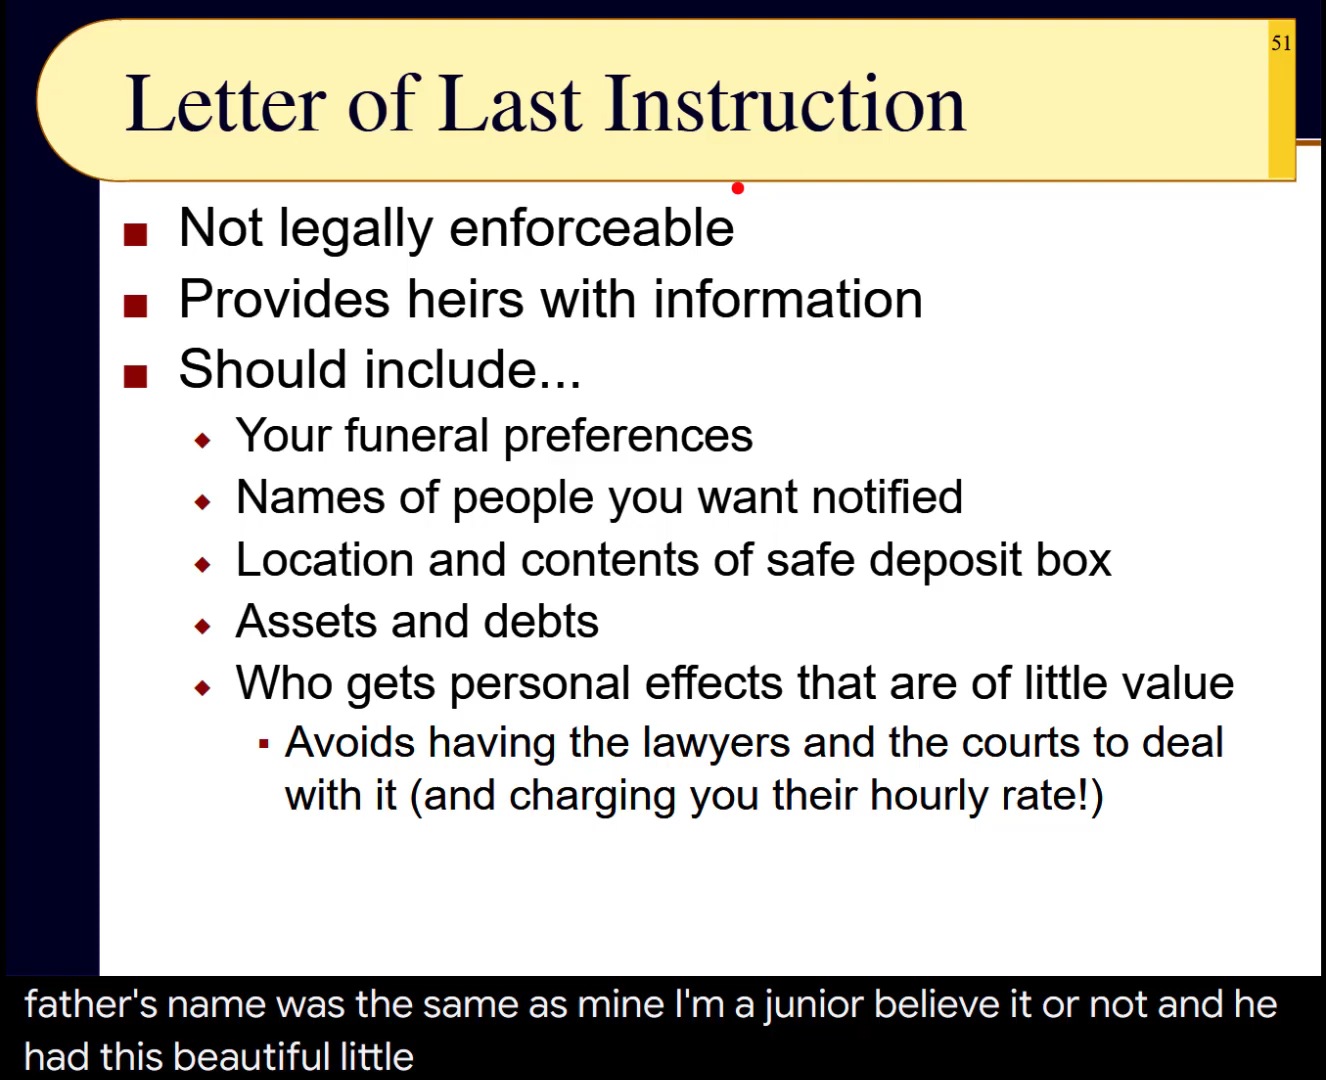 51
Letter of Last Instruction
Not legally enforceable
Provides heirs with information
Should include...
Your funeral preferences
Names of people you want notified
Location and contents of safe deposit box
Assets and debts
Who gets personal effects that are of little value
Avoids having the lawyers and the courts to deal
with it (and charging you their hourly rate!)
father's name was the same as mine I'm a junior believe it or not and he
had this beautiful little